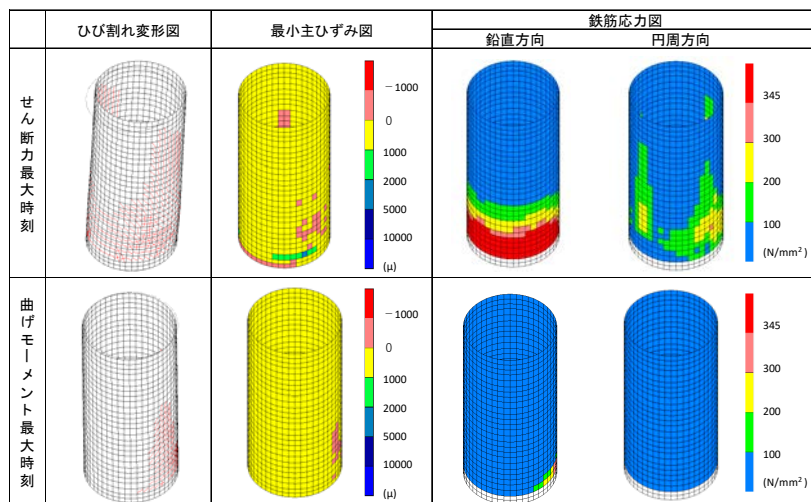 ひび割れ変形図
最小主ひずみ図
鉄筋応力図
鉛直方向
円周方向
せん断力最大時刻
－1000
0
1000
2000
5000
10000
(μ)
345
300
200
100
(N/mm²)
曲げモーメント最大時刻
－1000
0
1000
2000
5000
10000
(μ)
345
300
200
100
(N/mm²)